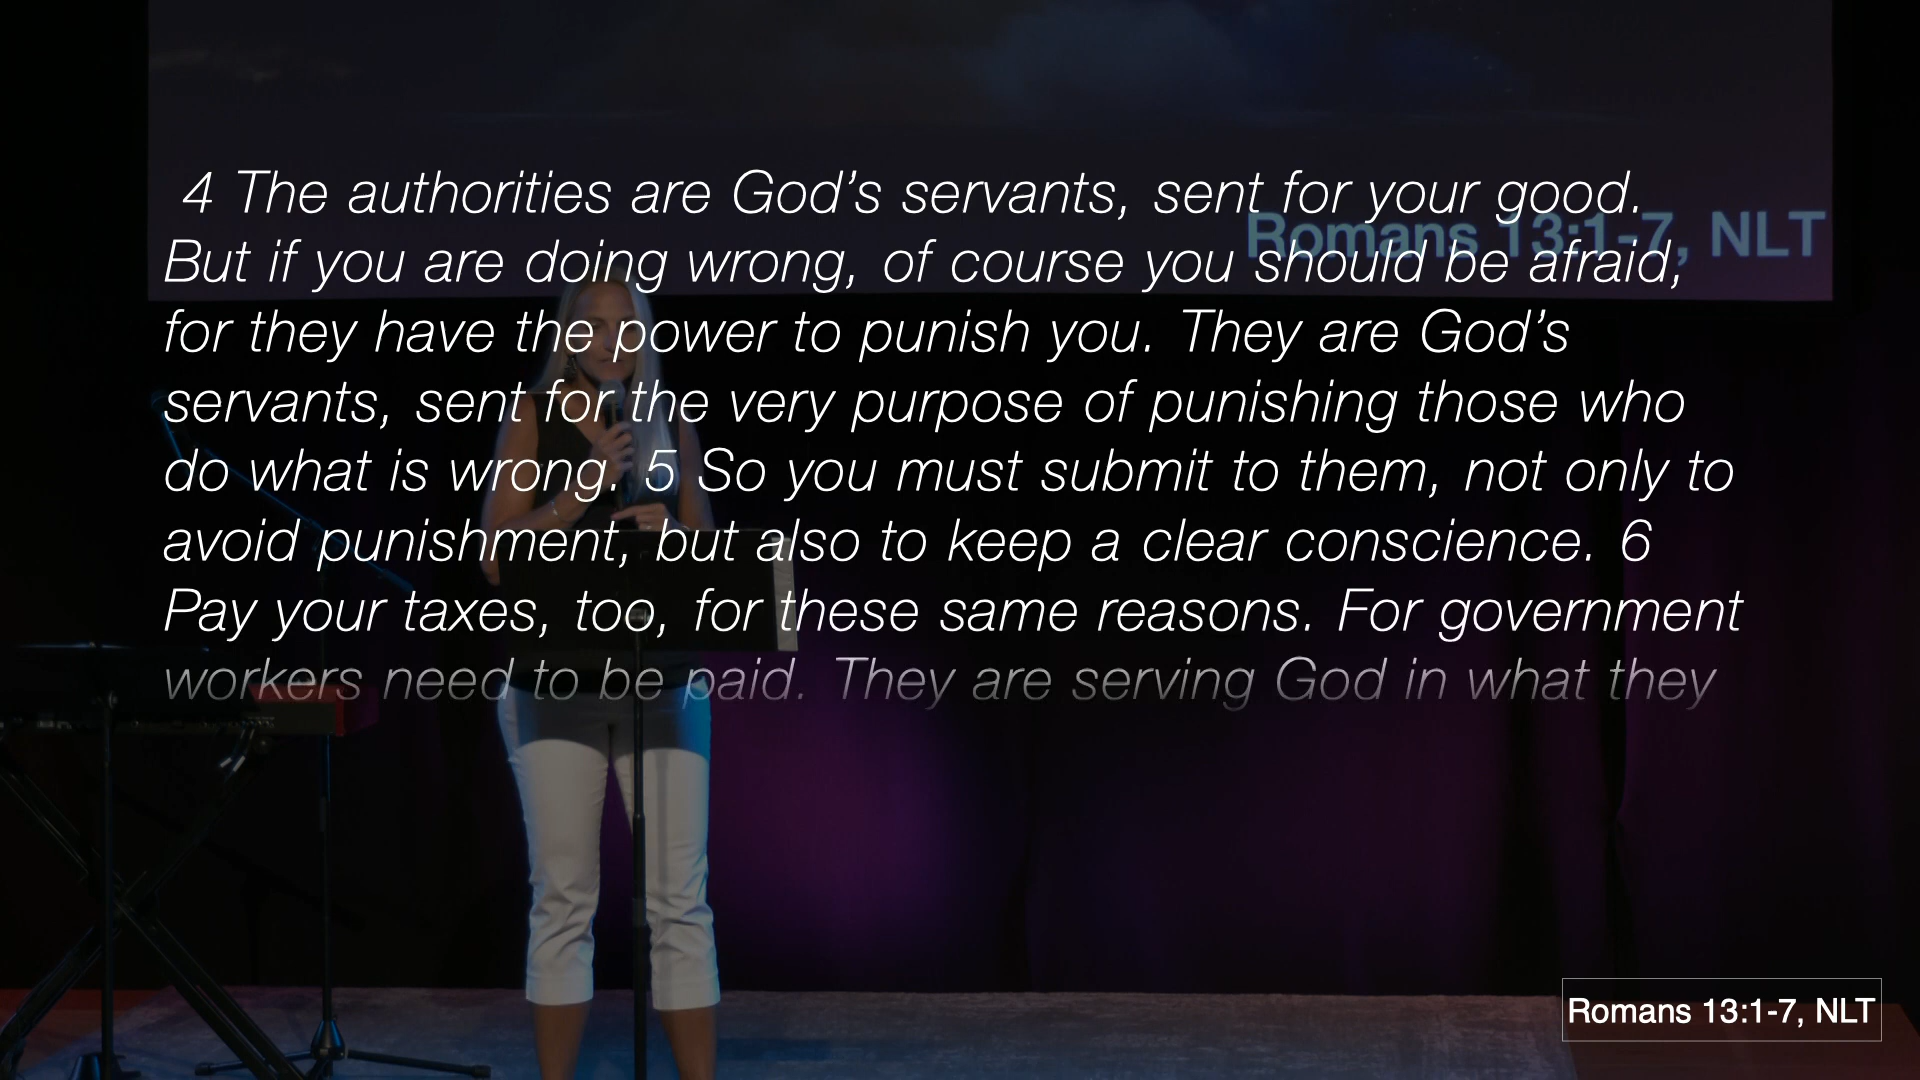 4 The authorities are God’s servants, sent for your good.
Romans 13:1-7, NLT
But if you are doing wrong, of course you should be afraid,
for they have the power to punish you. They are God’s
servants, sent for the very purpose of punishing those who
do what is wrong. 5 So you must submit to them, not only to
avoid punishment, but also to keep a clear conscience. 6
Pay your taxes, too, for these same reasons. For government
workers need to be paid. They are serving God in what they
Romans 13:1-7, NLT